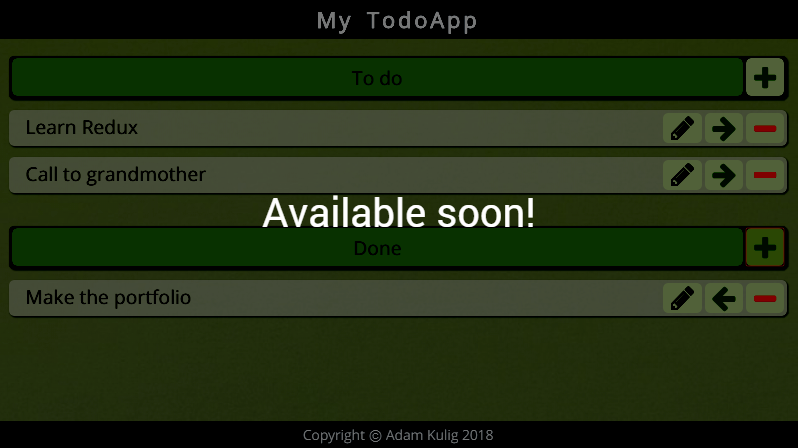 My TodoApp
To do
Learn Redux
Call to grandmother
Available soon!
Done
Make the portfolio
Copyright © Adam Kulig 2018